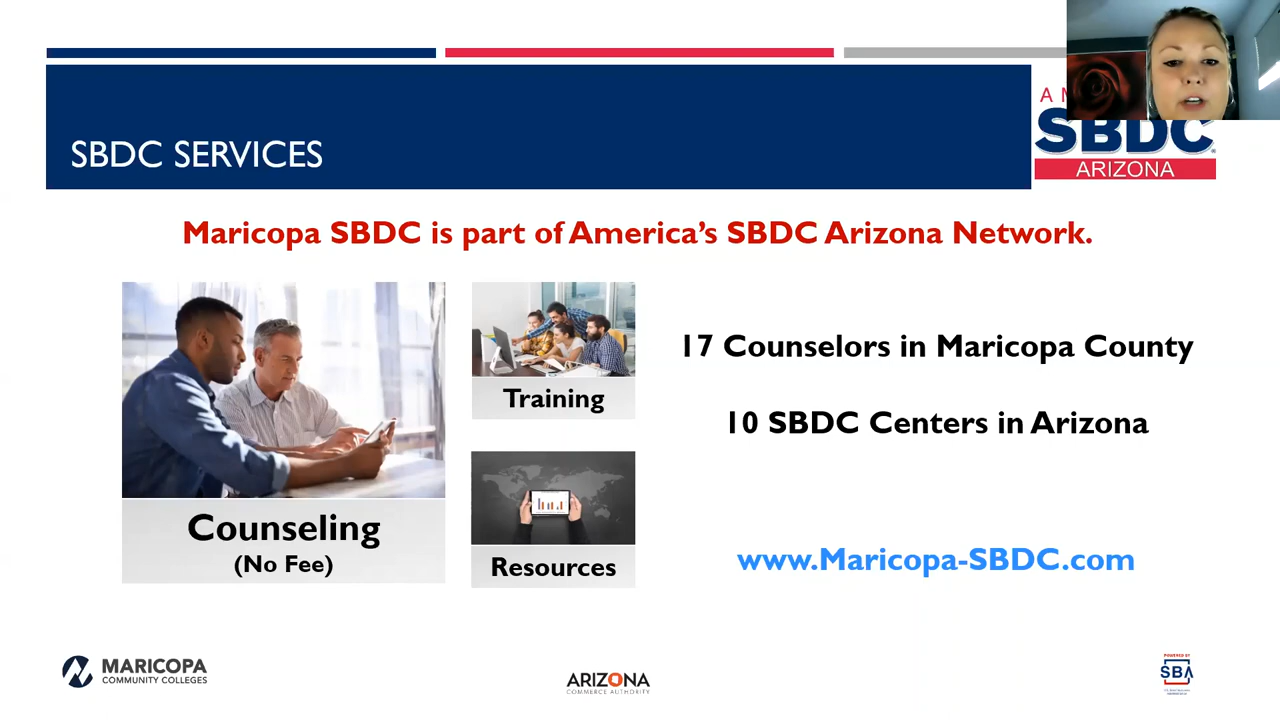 SBDC SERVICES
SBDC
ARIZONA
Maricopa SBDC is part of America’s SBDC Arizona Network.
Training
17 Counselors in Maricopa County
10 SBDC Centers in Arizona
Counseling
(No Fee)
Resources
www.Maricopa-SBDC.com
MARICOPA
COMMUNITY COLLEGES
ARIZONA
COMMERCE AUTHORITY
POWERED BY
SBA